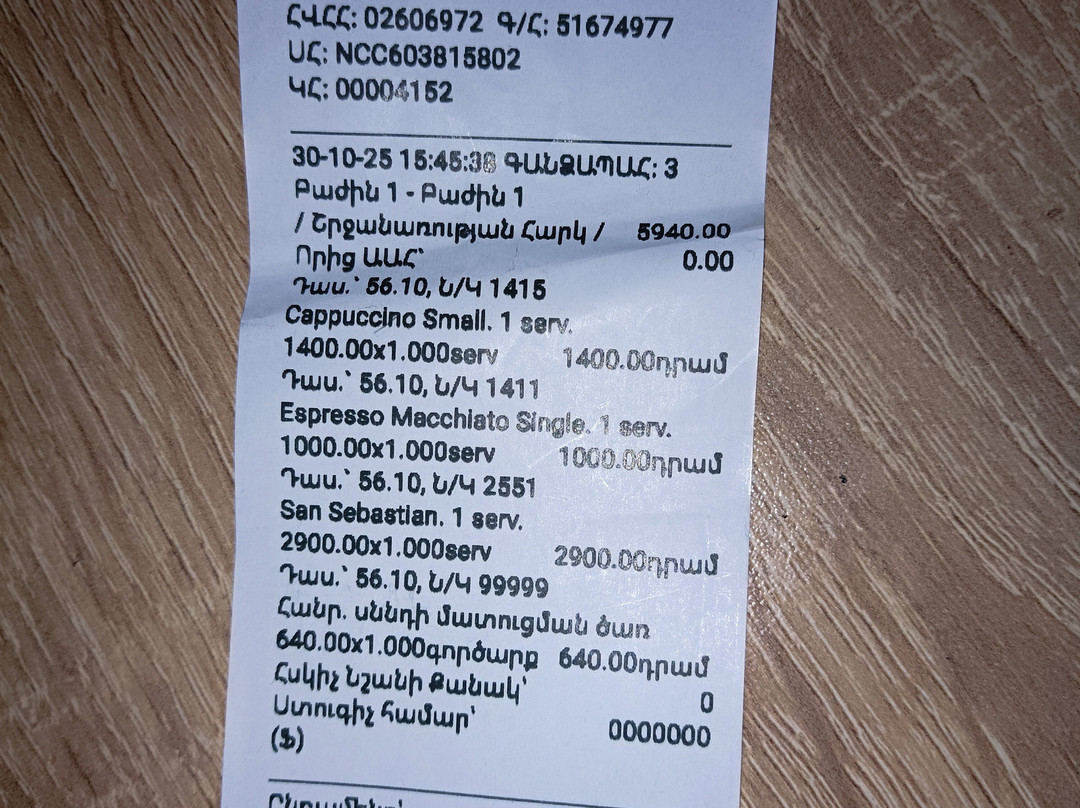 ՀՎՀՀ: 02606972 Գ/Հ: 51674977
ՍՀ: NCC603815802
ԿՀ: 00004152
30-10-25 15:45:38 ԳԱՆՁԱՊԱՀ: 3
Բաժին 1 - Բաժին 1
/ Շրջանառության Հարկ / 5940.00
Որից ԱԱՀ՝ 0.00
Դաս.՝ 56.10, Ն/Կ 1415
Cappuccino Small. 1 serv.
1400.00x1.000serv 1400.00դրամ
Դաս.՝ 56.10, Ն/Կ 1411
Espresso Macchiato Single. 1 serv.
1000.00x1.000serv 1000.00դրամ
Դաս.՝ 56.10, Ն/Կ 2551
San Sebastian. 1 serv.
2900.00x1.000serv 2900.00դրամ
Դաս.՝ 56.10, Ն/Կ 99999
Հանր. սննդի մատուցման ծառ
640.00x1.000գործարք 640.00դրամ
Հսկիչ Նշանի Քանակ՝ 0
Ստուգիչ համար՝ 0000000
(Ֆ)